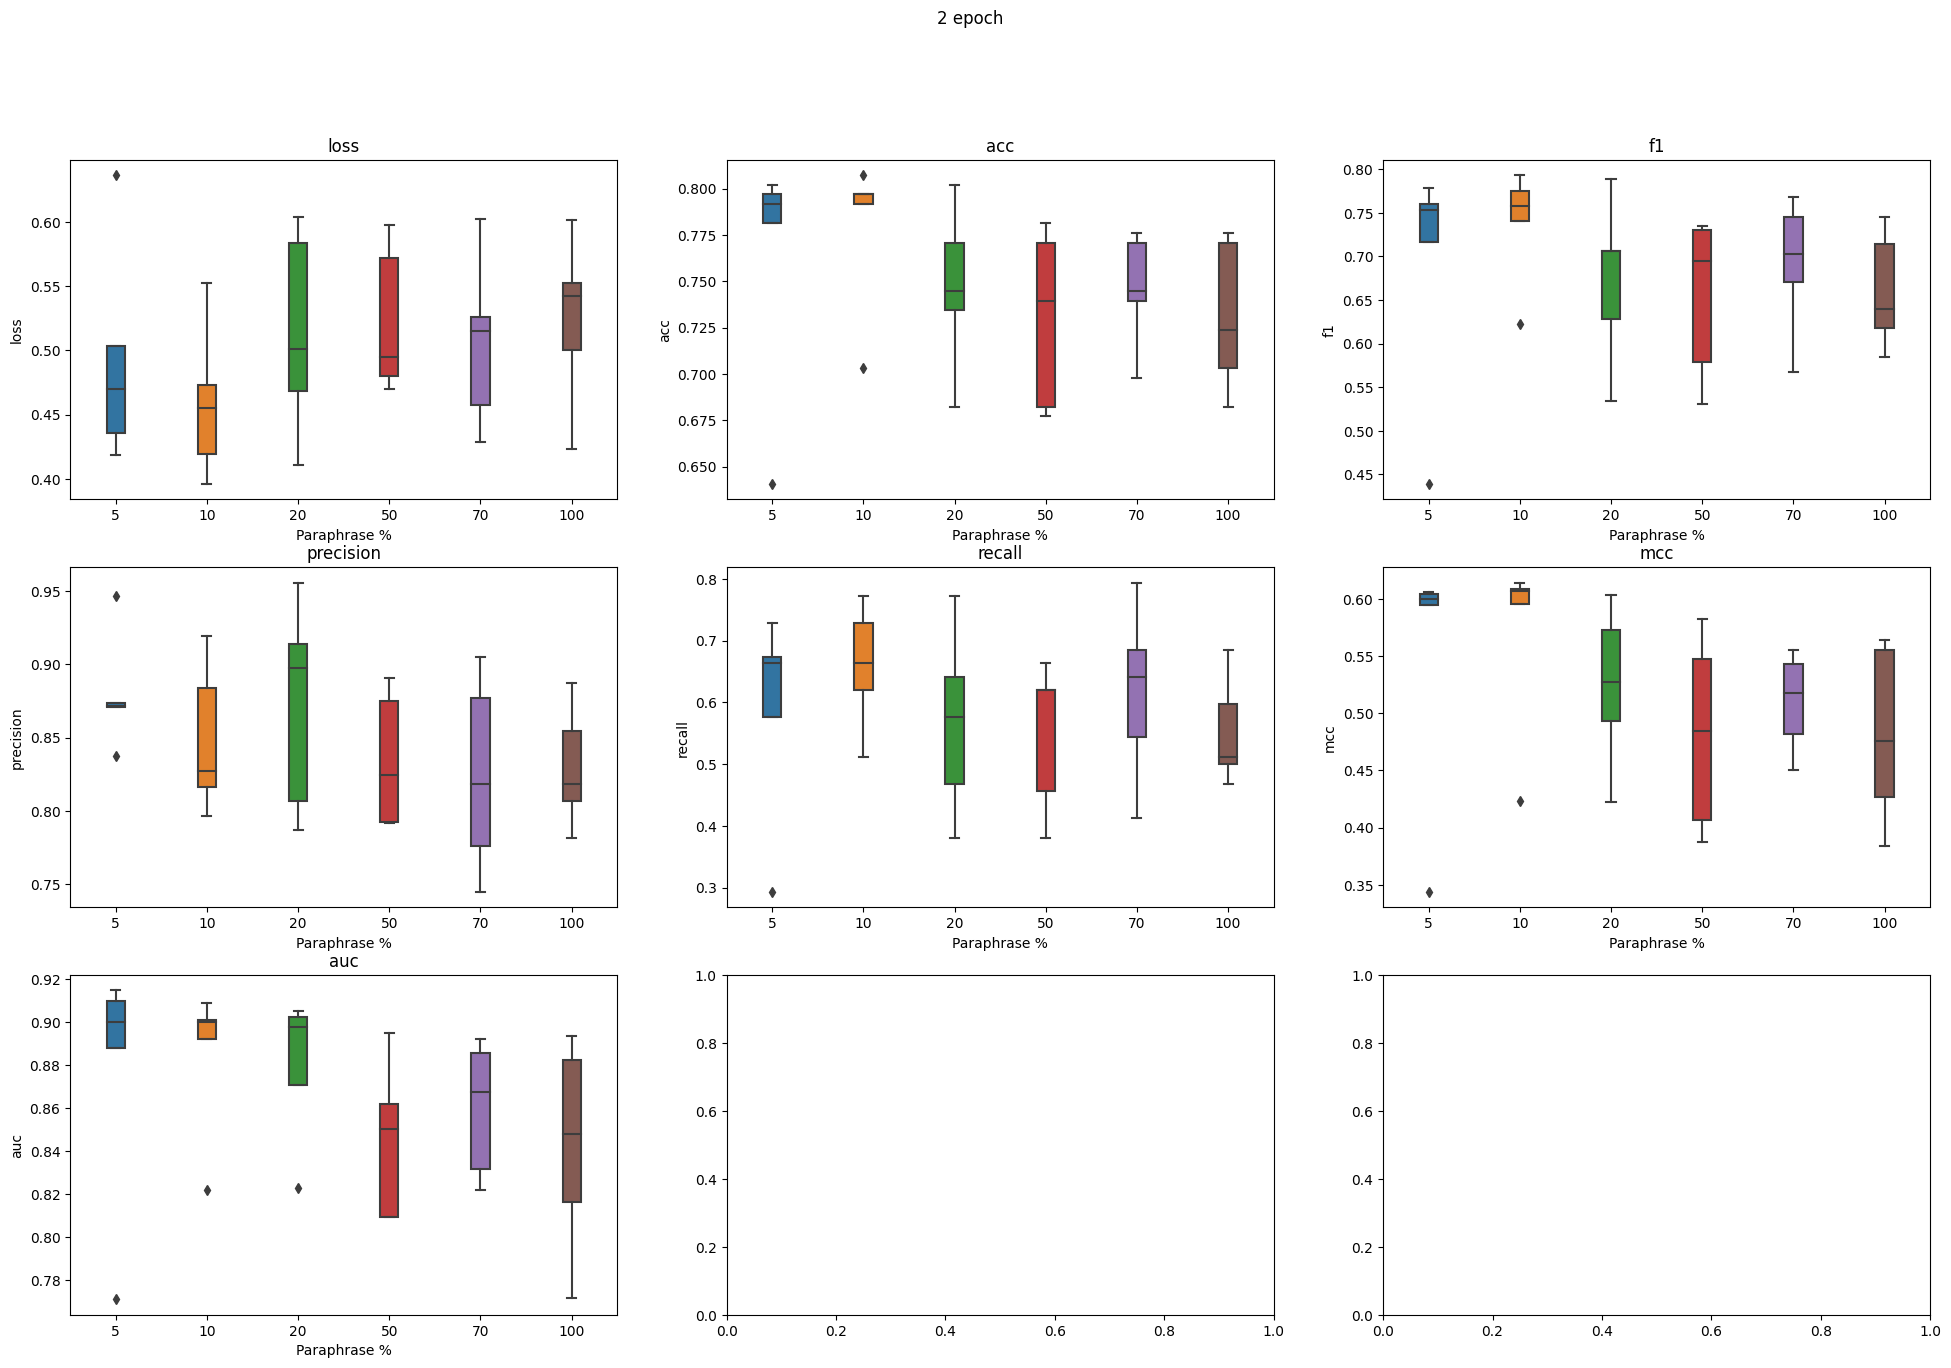 2 epoch
loss
loss
0.60
0.55
0.50
0.45
0.40
5 10 20 50 70 100
Paraphrase %
acc
acc
0.800
0.775
0.750
0.725
0.700
0.675
0.650
5 10 20 50 70 100
Paraphrase %
f1
f1
0.80
0.75
0.70
0.65
0.60
0.55
0.50
0.45
5 10 20 50 70 100
Paraphrase %
precision
precision
0.95
0.90
0.85
0.80
0.75
5 10 20 50 70 100
Paraphrase %
recall
recall
0.8
0.7
0.6
0.5
0.4
0.3
5 10 20 50 70 100
Paraphrase %
mcc
mcc
0.60
0.55
0.50
0.45
0.40
0.35
5 10 20 50 70 100
Paraphrase %
auc
auc
0.92
0.90
0.88
0.86
0.84
0.82
0.80
0.78
5 10 20 50 70 100
Paraphrase %
1.0
0.8
0.6
0.4
0.2
0.0
0.0 0.2 0.4 0.6 0.8 1.0
1.0
0.8
0.6
0.4
0.2
0.0
0.0 0.2 0.4 0.6 0.8 1.0